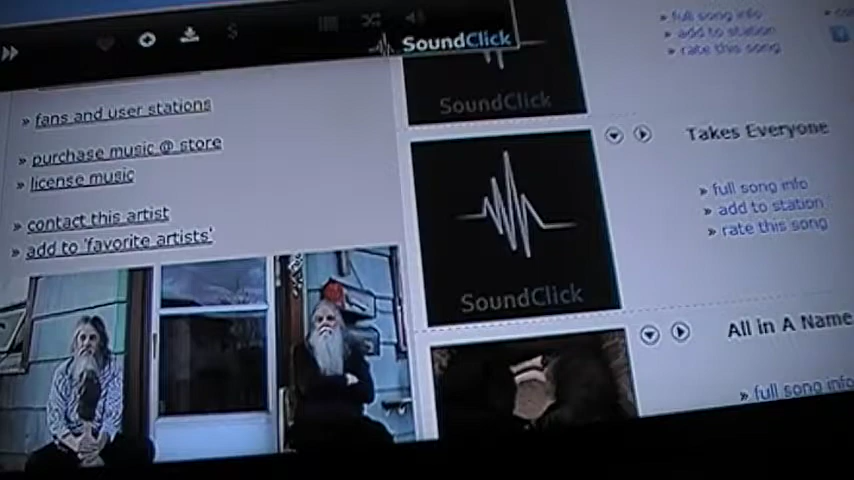 SoundClick
» fans and user stations
» purchase music @ store
» license music
» contact this artist
» add to 'favorite artists'
SoundClick
» full song info
» add to station
» rate this song
Takes Everyone
» full song info
» add to station
» rate this song
SoundClick
All in A Name
» full song info